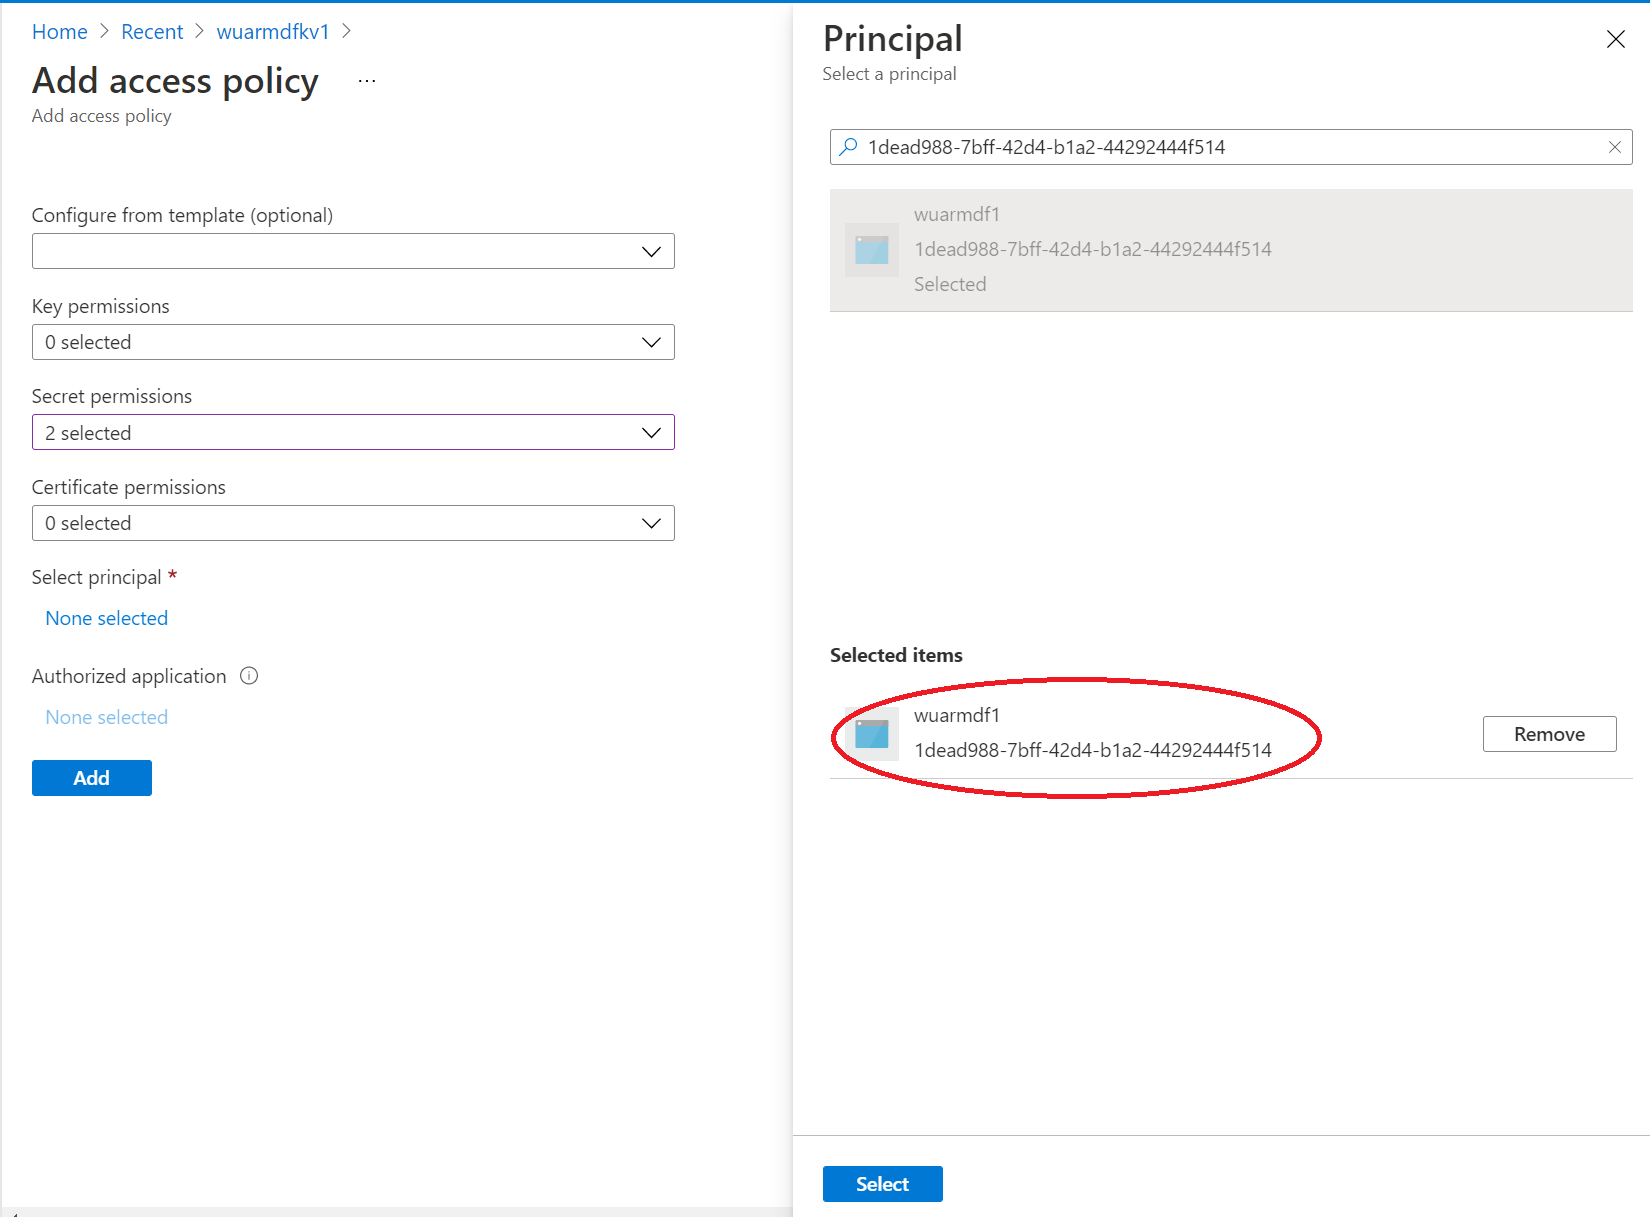 Home > Recent > wuarmdfkv1 >
Add access policy ...
Add access policy
Configure from template (optional)
Key permissions
0 selected
Secret permissions
2 selected
Certificate permissions
0 selected
Select principal *
None selected
Authorized application
None selected
Add
Principal
Select a principal
1dead988-7bff-42d4-b1a2-44292444f514
wuarmdf1
1dead988-7bff-42d4-b1a2-44292444f514
Selected
Selected items
wuarmdf1
1dead988-7bff-42d4-b1a2-44292444f514
Remove
Select